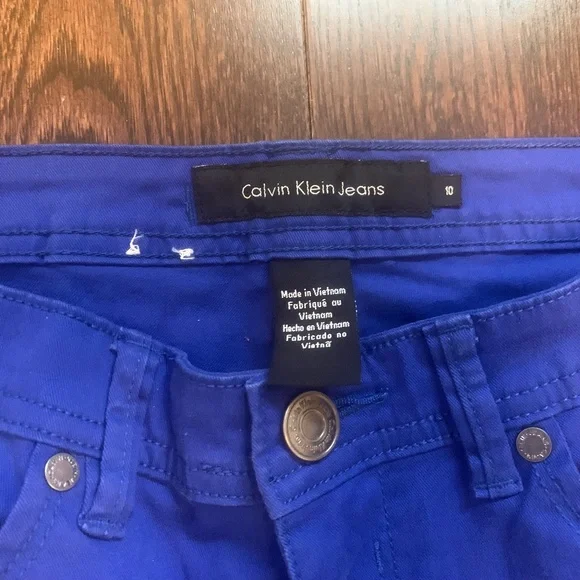 Calvin Klein Jeans
10
Made in Vietnam
Fabriqué au
Vietnam
Hecho en Vietnam
Fabricado no
Vietnã